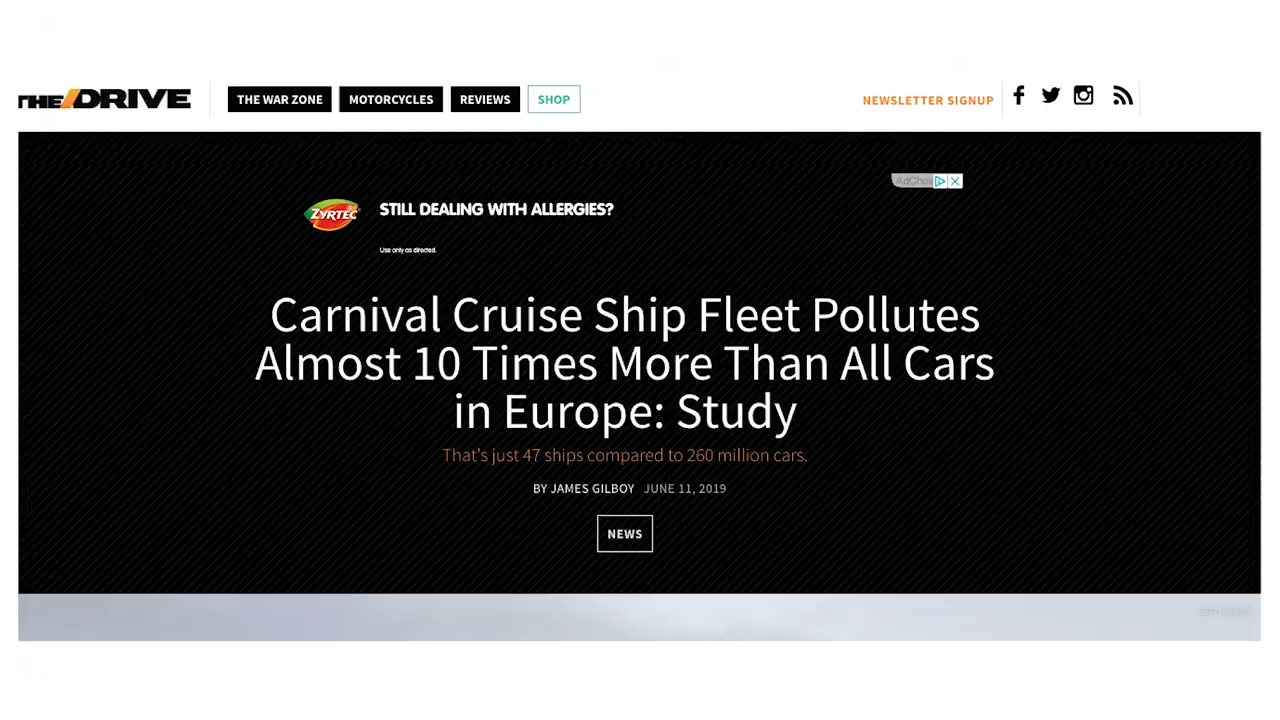 THE/DRIVE
THE WAR ZONE
MOTORCYCLES
REVIEWS
SHOP
NEWSLETTER SIGNUP
ZYRTEC
STILL DEALING WITH ALLERGIES?
Use only as directed.
Carnival Cruise Ship Fleet Pollutes
Almost 10 Times More Than All Cars
in Europe: Study
That's just 47 ships compared to 260 million cars.
BY JAMES GILBOY JUNE 11, 2019
NEWS